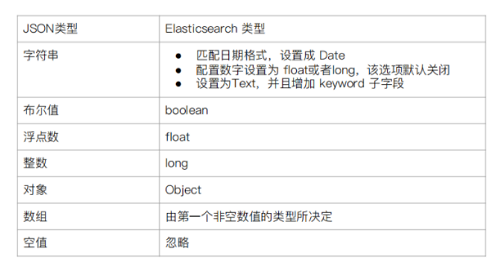 JSON类型 Elasticsearch 类型
字符串
● 匹配日期格式，设置成 Date
● 配置数字设置为 float或者long，该选项默认关闭
● 设置为Text，并且增加 keyword 子字段
布尔值 boolean
浮点数 float
整数 long
对象 Object
数组 由第一个非空数值的类型所决定
空值 忽略